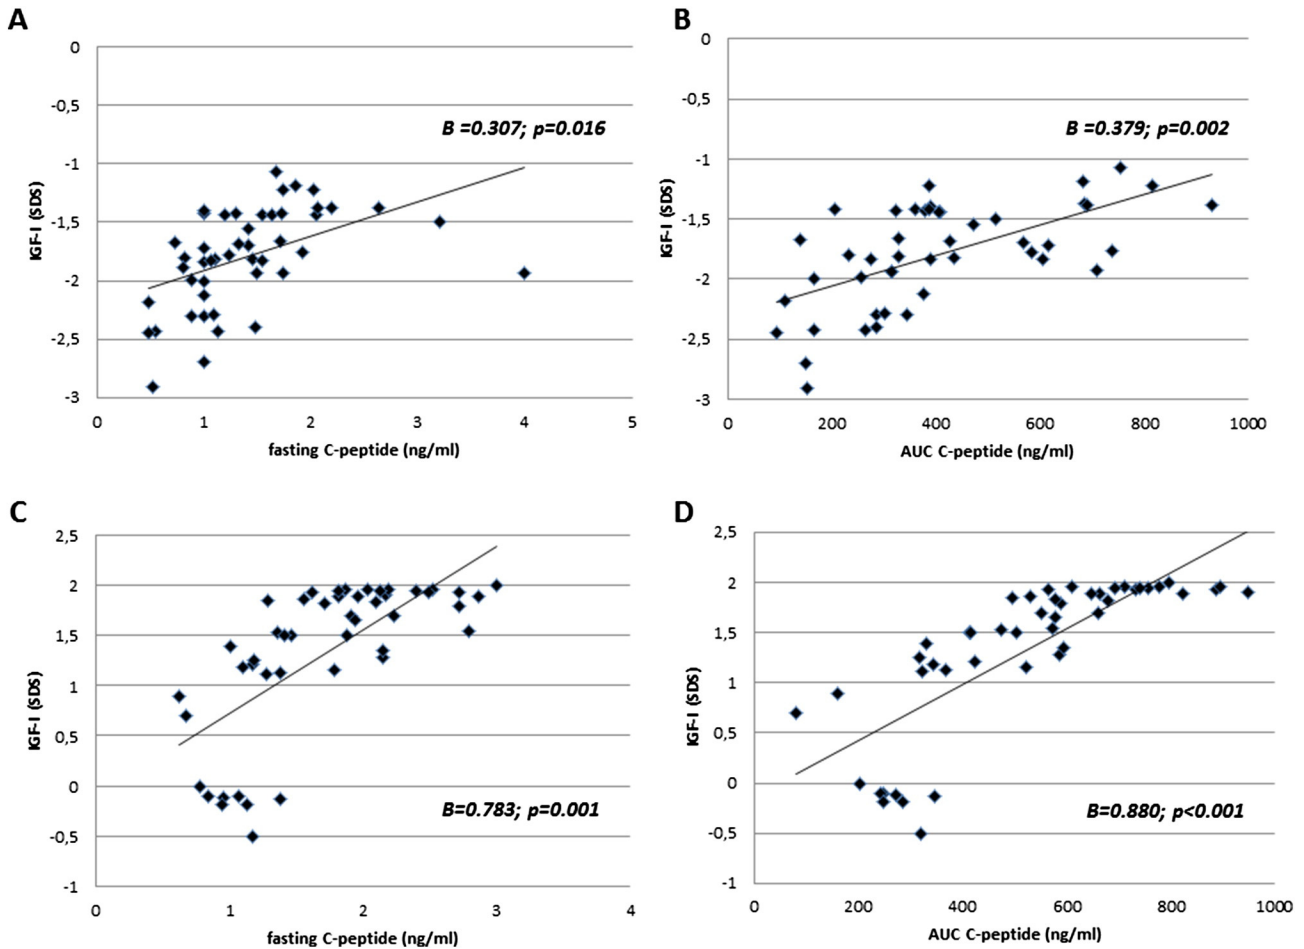 A
0
-0,5
-1
-1,5
-2
-2,5
-3
IGF-I (SDS)
B =0.307; p=0.016
0 1 2 3 4 5
fasting C-peptide (ng/ml)
B
0
-0,5
-1
-1,5
-2
-2,5
-3
IGF-I (SDS)
B =0.379; p=0.002
0 200 400 600 800 1000
AUC C-peptide (ng/ml)
C
2,5
2
1,5
1
0,5
0
-0,5
-1
IGF-I (SDS)
B=0.783; p=0.001
0 1 2 3 4
fasting C-peptide (ng/ml)
D
2,5
2
1,5
1
0,5
0
-0,5
-1
IGF-I (SDS)
B=0.880; p<0.001
0 200 400 600 800 1000
AUC C-peptide (ng/ml)